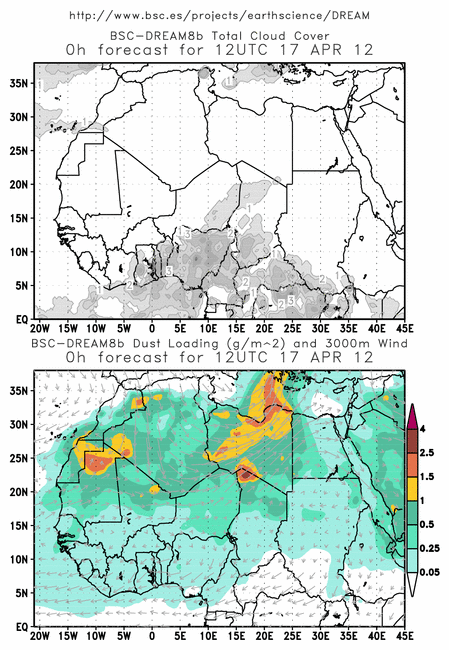 http://www.bsc.es/projects/earthscience/DREAM
BSC-DREAM8b Total Cloud Cover
0h forecast for 12UTC 17 APR 12
35N
30N
25N
20N
15N
10N
5N
EQ
20W 15W 10W 5W 0 5E 10E 15E 20E 25E 30E 35E 40E 45E
BSC-DREAM8b Dust Loading (g/m~2) and 3000m Wind
0h forecast for 12UTC 17 APR 12
35N
30N
25N
20N
15N
10N
5N
EQ
20W 15W 10W 5W 0 5E 10E 15E 20E 25E 30E 35E 40E 45E
4
2.5
1.5
1
0.5
0.25
0.05